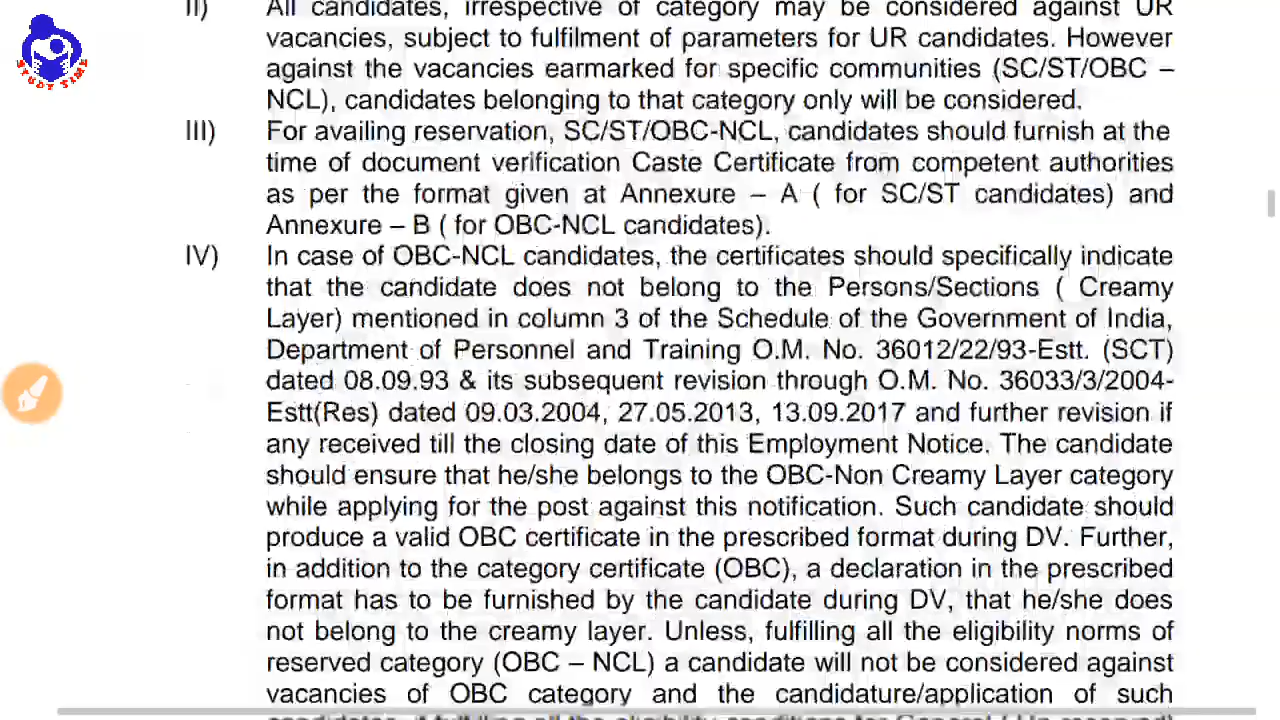 II) All candidates, irrespective of category may be considered against UR
vacancies, subject to fulfilment of parameters for UR candidates. However
against the vacancies earmarked for specific communities (SC/ST/OBC –
NCL), candidates belonging to that category only will be considered.
III) For availing reservation, SC/ST/OBC-NCL, candidates should furnish at the
time of document verification Caste Certificate from competent authorities
as per the format given at Annexure – A ( for SC/ST candidates) and
Annexure – B ( for OBC-NCL candidates).
IV) In case of OBC-NCL candidates, the certificates should specifically indicate
that the candidate does not belong to the Persons/Sections ( Creamy
Layer) mentioned in column 3 of the Schedule of the Government of India,
Department of Personnel and Training O.M. No. 36012/22/93-Estt. (SCT)
dated 08.09.93 & its subsequent revision through O.M. No. 36033/3/2004-
Estt(Res) dated 09.03.2004, 27.05.2013, 13.09.2017 and further revision if
any received till the closing date of this Employment Notice. The candidate
should ensure that he/she belongs to the OBC-Non Creamy Layer category
while applying for the post against this notification. Such candidate should
produce a valid OBC certificate in the prescribed format during DV. Further,
in addition to the category certificate (OBC), a declaration in the prescribed
format has to be furnished by the candidate during DV, that he/she does
not belong to the creamy layer. Unless, fulfilling all the eligibility norms of
reserved category (OBC – NCL) a candidate will not be considered against
vacancies of OBC category and the candidature/application of such
STUDY TIME